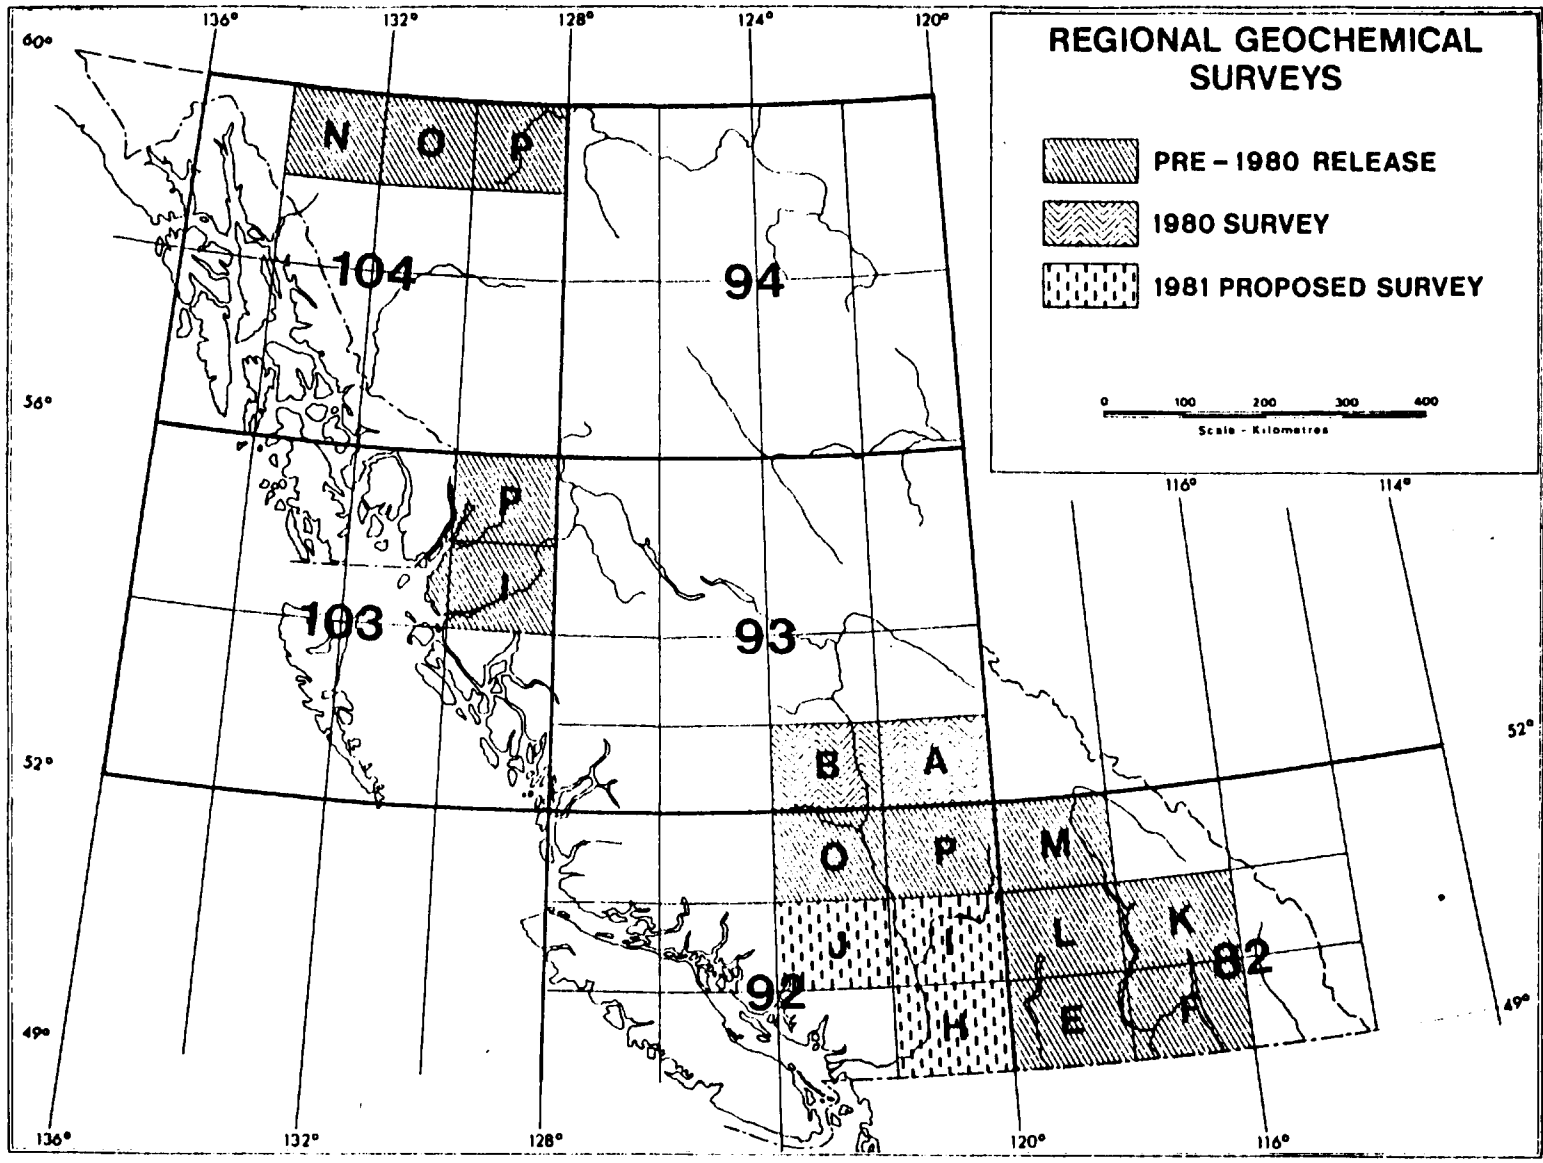 136° 132° 128° 124° 120°
60°
REGIONAL GEOCHEMICAL
SURVEYS
N O P
PRE-1980 RELEASE
1980 SURVEY
104 94
1981 PROPOSED SURVEY
56°
0 100 200 300 400
Scale - Kilometres
116° 114°
P
I
103 93
52° 52°
B A
O P M
J I L K
92 82
H E F
49° 49°
136° 132° 128° 120° 116°